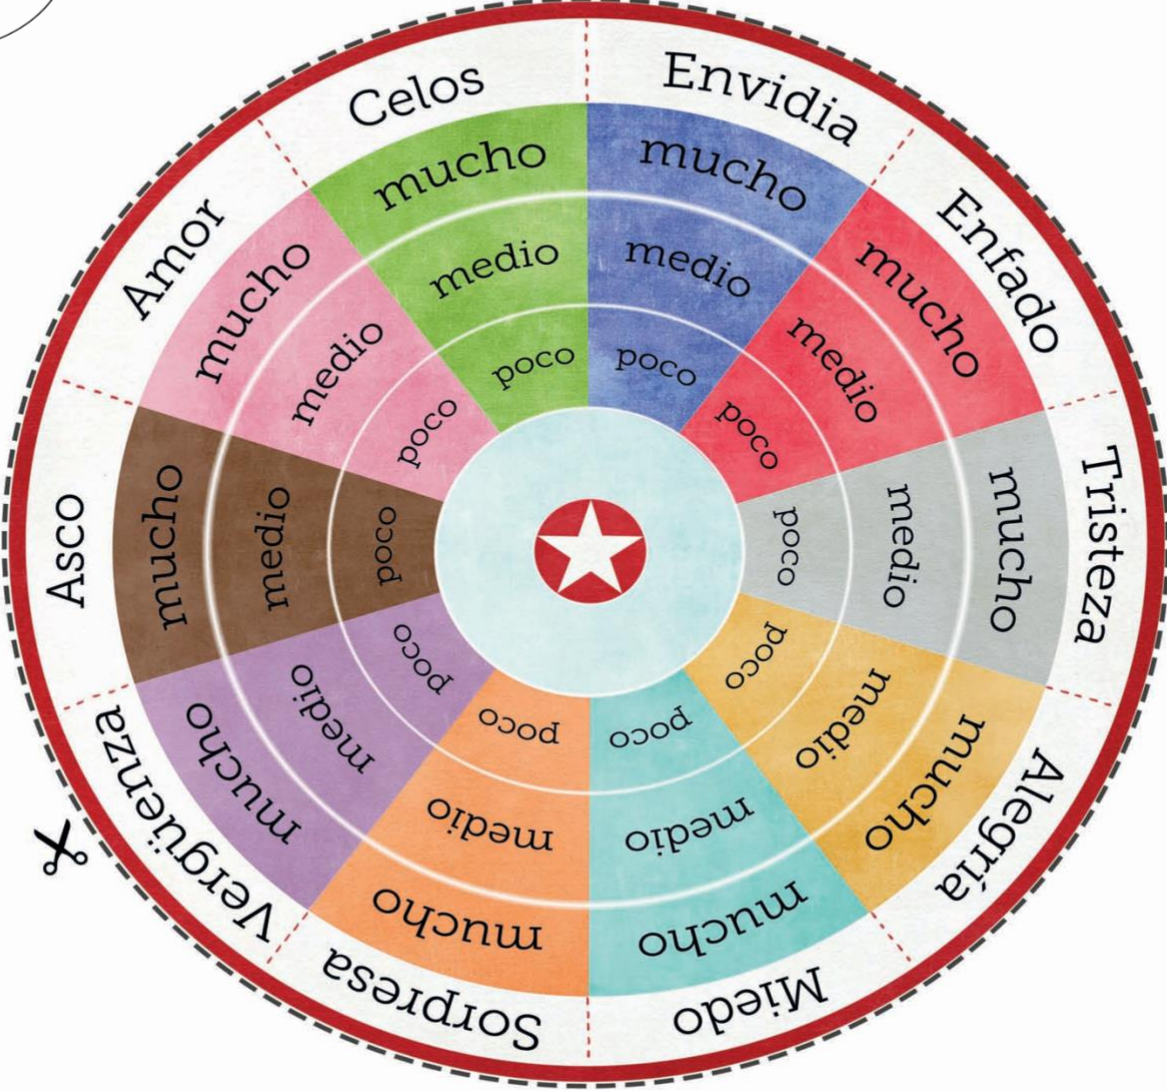 Celos
mucho
medio
poco
Envidia
mucho
medio
poco
Enfado
mucho
medio
poco
Tristeza
mucho
medio
poco
Alegría
mucho
medio
poco
Miedo
mucho
medio
poco
Sorpresa
mucho
medio
poco
Vergüenza
mucho
medio
poco
Asco
mucho
medio
poco
Amor
mucho
medio
poco